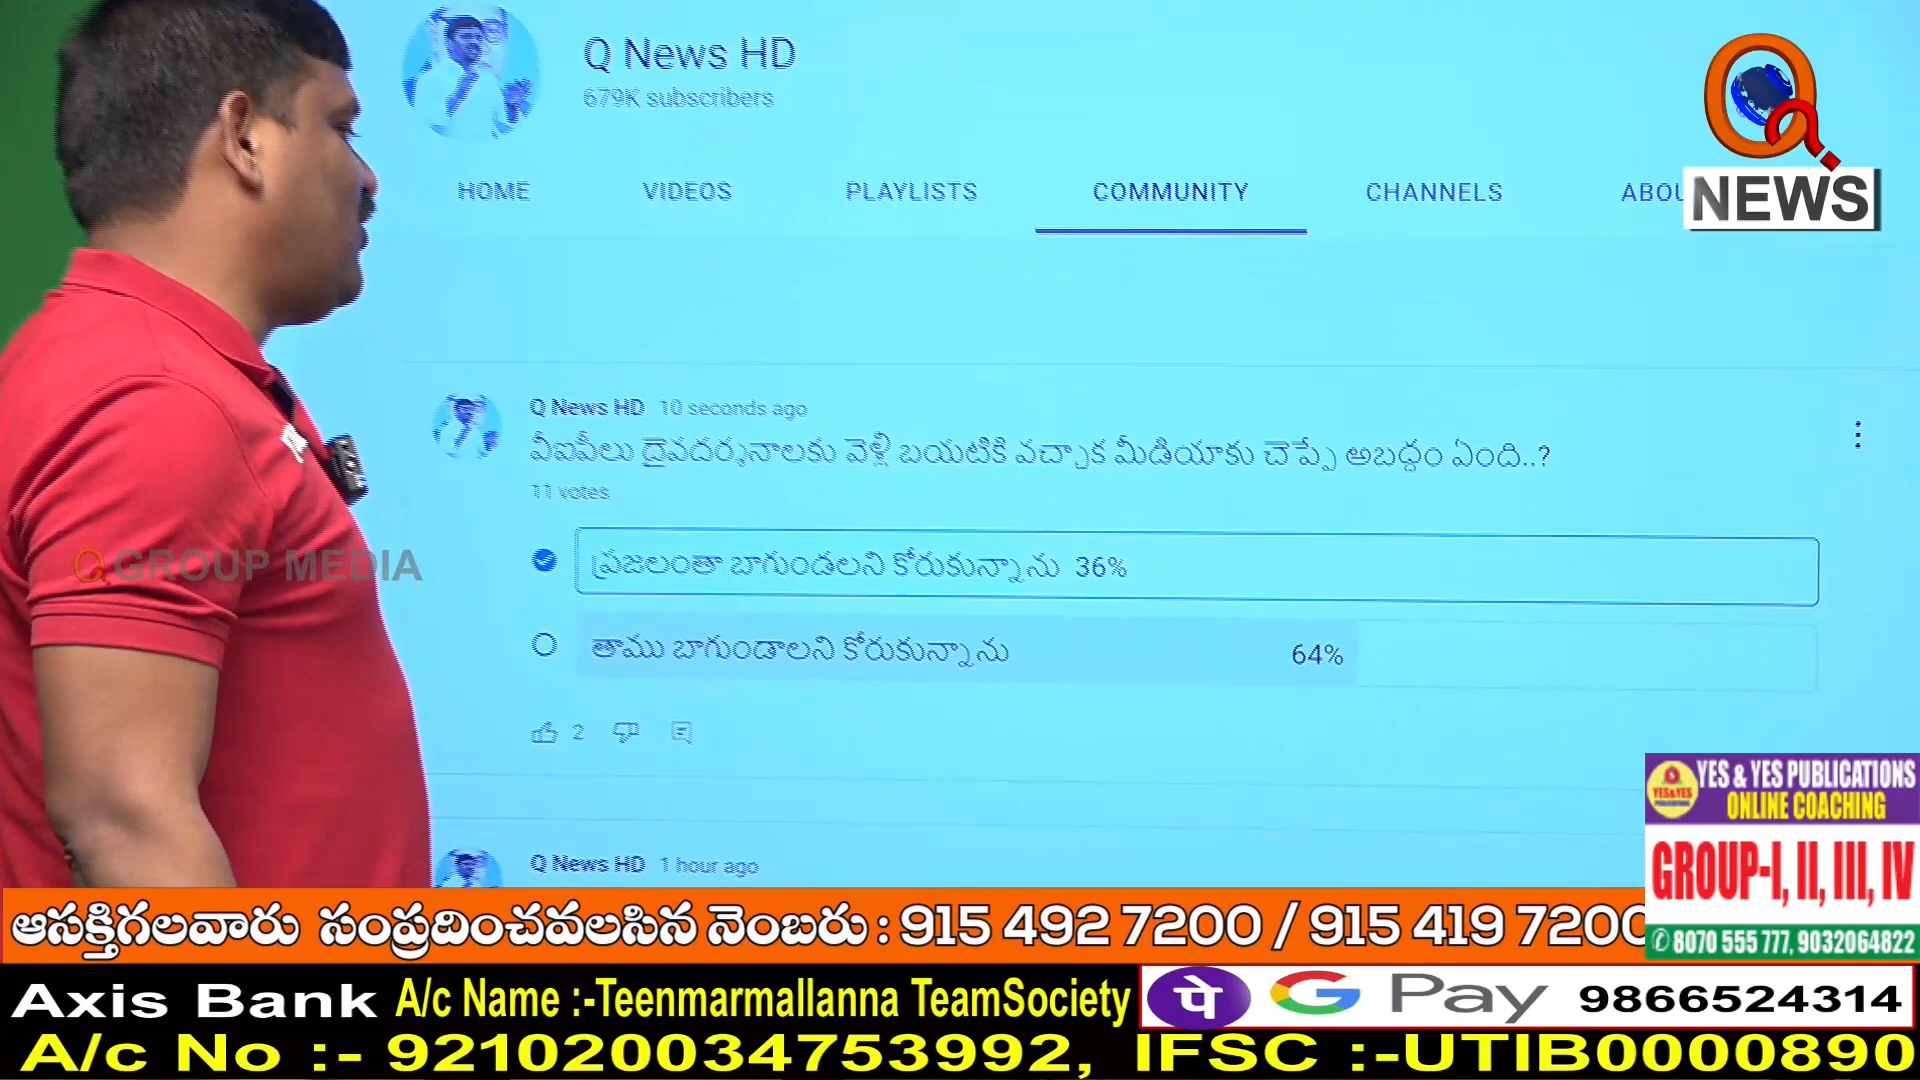 Q News HD
679K subscribers
HOME VIDEOS PLAYLISTS COMMUNITY CHANNELS ABOU
Q
NEWS
Q News HD 10 seconds ago
వీఐపీలు దైవదర్శనాలకు వెళ్లి బయటికి వచ్చాక మీడియాకు చెప్పే అబద్దం ఏంది..?
11 votes
ప్రజలంతా బాగుండలని కోరుకున్నాను 36%
తాము బాగుండాలని కోరుకున్నాను 64%
Q GROUP MEDIA
2
Q News HD 1 hour ago
YES & YES PUBLICATIONS
ONLINE COACHING
YES&YES
GROUP-I, II, III, IV
8070 555 777, 9032064822
ఆసక్తిగలవారు సంప్రదించవలసిన నెంబరు : 915 492 7200 / 915 419 7200
Axis Bank A/c Name :-Teenmarmallanna TeamSociety
पे G Pay 9866524314
A/c No :- 921020034753992, IFSC :-UTIB0000890